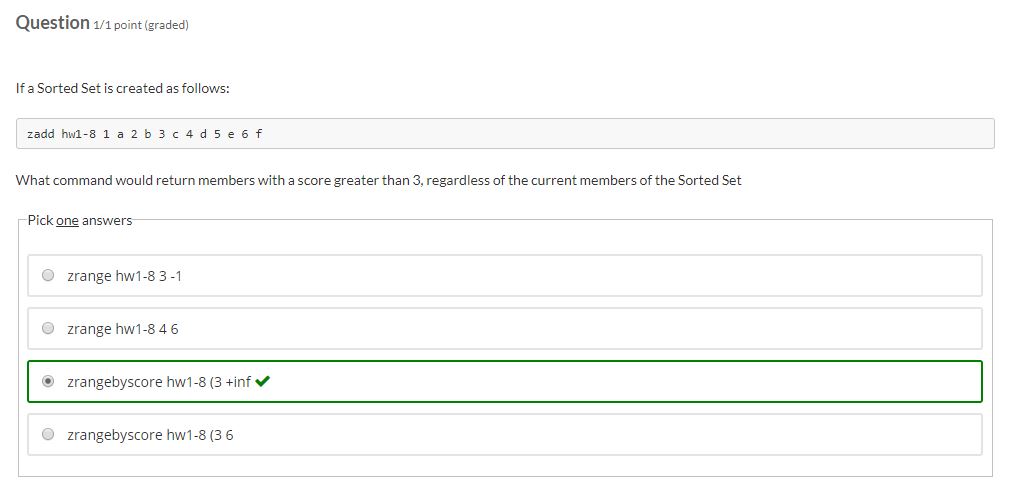 Question 1/1 point (graded)
If a Sorted Set is created as follows:
zadd hw1-8 1 a 2 b 3 c 4 d 5 e 6 f
What command would return members with a score greater than 3, regardless of the current members of the Sorted Set
Pick one answers
zrange hw1-8 3 -1
zrange hw1-8 4 6
zrangebyscore hw1-8 (3 +inf
zrangebyscore hw1-8 (3 6